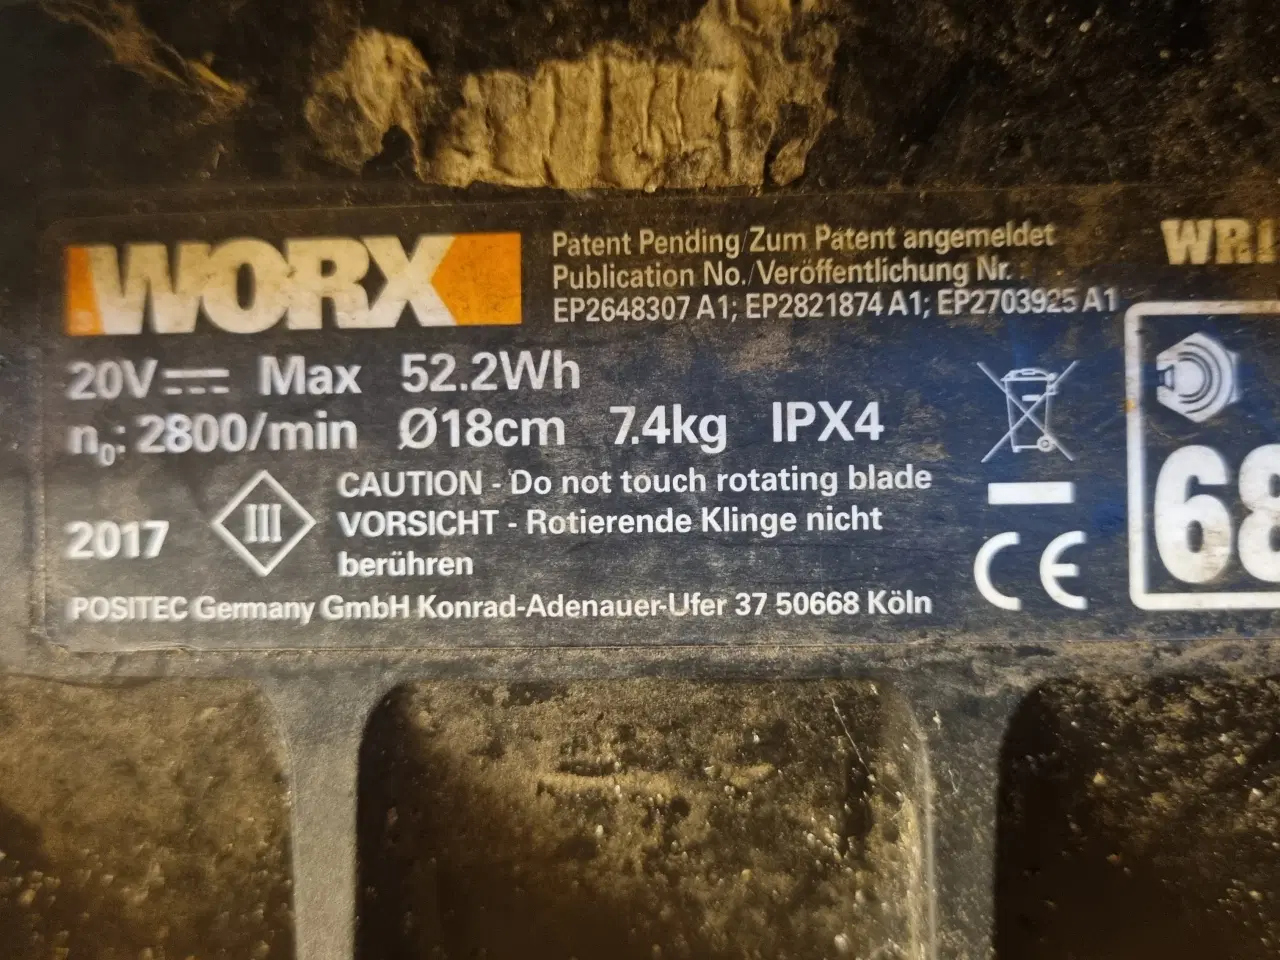 WORX
Patent Pending/Zum Patent angemeldet
Publication No./Veröffentlichung Nr.:
EP2648307 A1; EP2821874 A1; EP2703925 A1
20V Max 52.2Wh
n₀: 2800/min Ø18cm 7.4kg IPX4
CAUTION - Do not touch rotating blade
VORSICHT - Rotierende Klinge nicht
berühren
2017
III
POSITEC Germany GmbH Konrad-Adenauer-Ufer 37 50668 Köln
CE
68